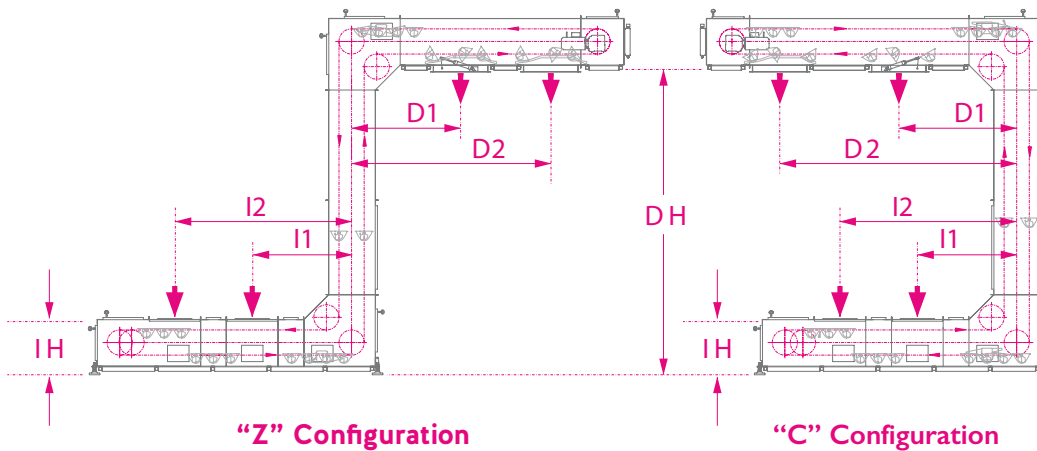 D1
D1
D2
D2
DH
I2
I2
I1
I1
IH
IH
“Z” Configuration
“C” Configuration